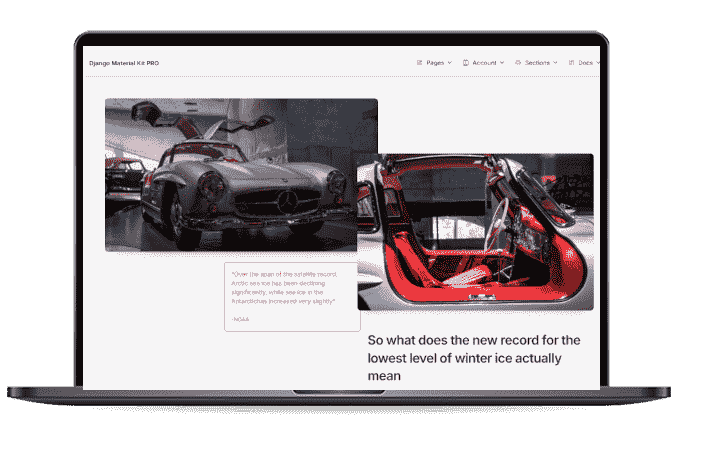 Django Material Kit PRO
Pages
Account
Sections
Docs
"Over the span of the satellite record,
Arctic sea ice has been declining
significantly, while sea ice in the
Antarctichas increased very slightly"
-NOAA
So what does the new record for the
lowest level of winter ice actually
mean